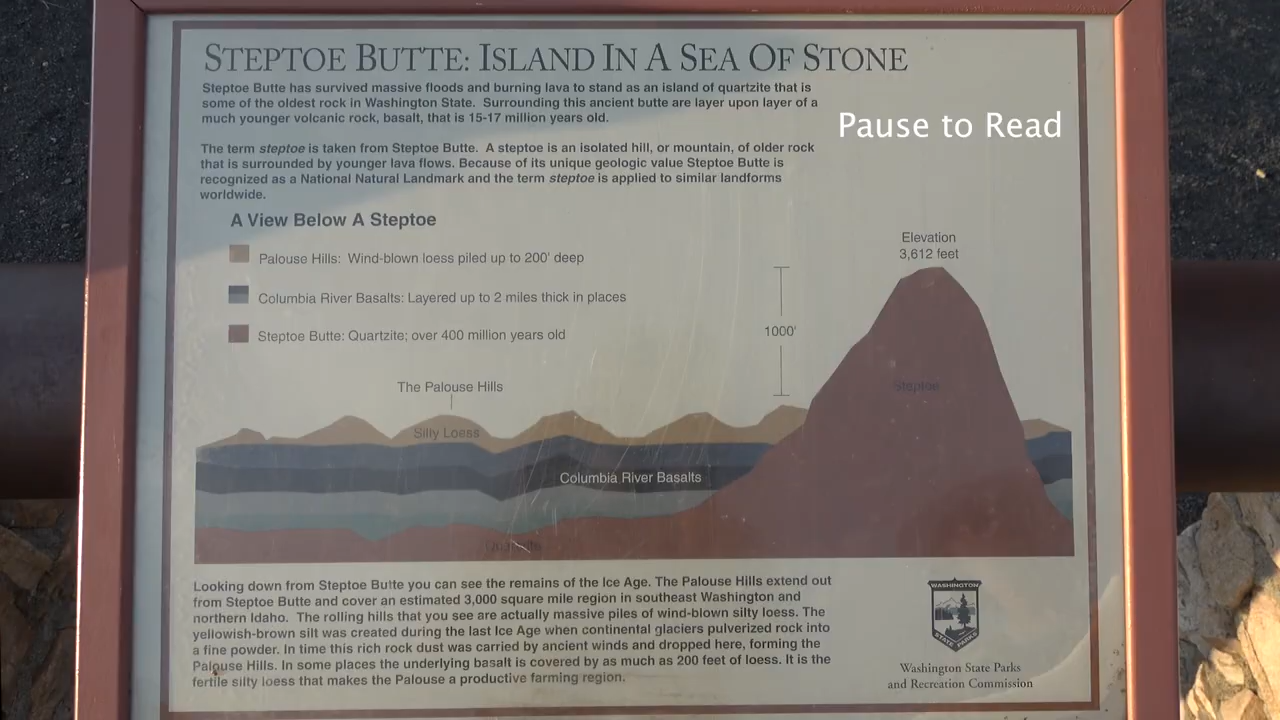 STEPTOE BUTTE: ISLAND IN A SEA OF STONE
Steptoe Butte has survived massive floods and burning lava to stand as an island of quartzite that is
some of the oldest rock in Washington State. Surrounding this ancient butte are layer upon layer of a
much younger volcanic rock, basalt, that is 15-17 million years old.
Pause to Read
The term steptoe is taken from Steptoe Butte. A steptoe is an isolated hill, or mountain, of older rock
that is surrounded by younger lava flows. Because of its unique geologic value Steptoe Butte is
recognized as a National Natural Landmark and the term steptoe is applied to similar landforms
worldwide.
A View Below A Steptoe
Palouse Hills: Wind-blown loess piled up to 200' deep
Columbia River Basalts: Layered up to 2 miles thick in places
Steptoe Butte: Quartzite; over 400 million years old
Elevation
3,612 feet
1000'
The Palouse Hills
Steptoe
Silly Loess
Columbia River Basalts
Quartzite
Looking down from Steptoe Butte you can see the remains of the Ice Age. The Palouse Hills extend out
from Steptoe Butte and cover an estimated 3,000 square mile region in southeast Washington and
northern Idaho. The rolling hills that you see are actually massive piles of wind-blown silty loess. The
yellowish-brown silt was created during the last Ice Age when continental glaciers pulverized rock into
a fine powder. In time this rich rock dust was carried by ancient winds and dropped here, forming the
Palouse Hills. In some places the underlying basalt is covered by as much as 200 feet of loess. It is the
fertile silty loess that makes the Palouse a productive farming region.
WASHINGTON
STATE PARKS
Washington State Parks
and Recreation Commission